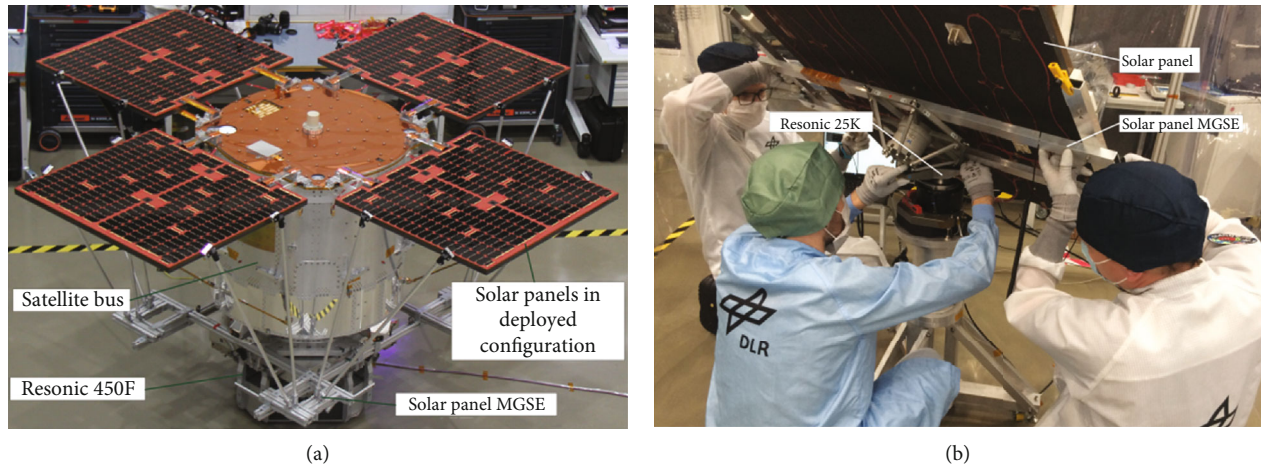 Satellite bus
Solar panels in
deployed
configuration
Resonic 450F
Solar panel MGSE
(a)
Solar panel
Solar panel MGSE
Resonic 25K
DLR
(b)